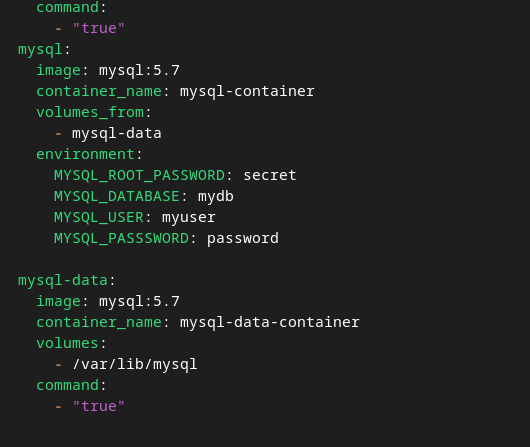 command:
- "true"
mysql:
image: mysql:5.7
container_name: mysql-container
volumes_from:
- mysql-data
environment:
MYSQL_ROOT_PASSWORD: secret
MYSQL_DATABASE: mydb
MYSQL_USER: myuser
MYSQL_PASSSWORD: password
mysql-data:
image: mysql:5.7
container_name: mysql-data-container
volumes:
- /var/lib/mysql
command:
- "true"